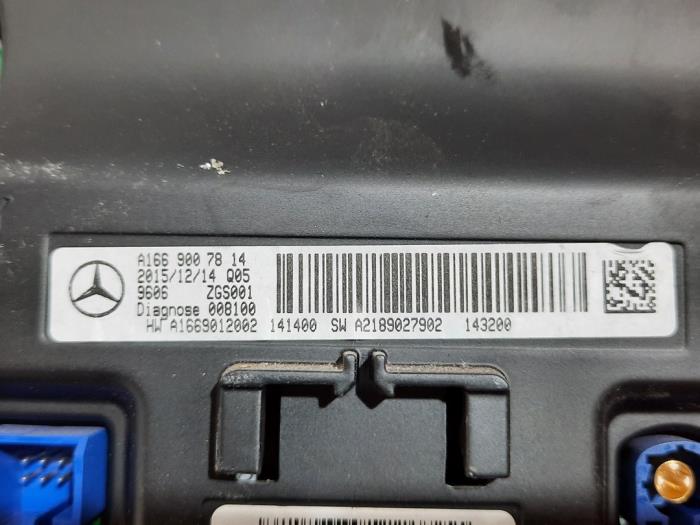 A166 900 78 14
2015/12/14 Q05
9606 ZGS001
Diagnose 008100
HW A1669012002 141400 SW A2189027902 143200